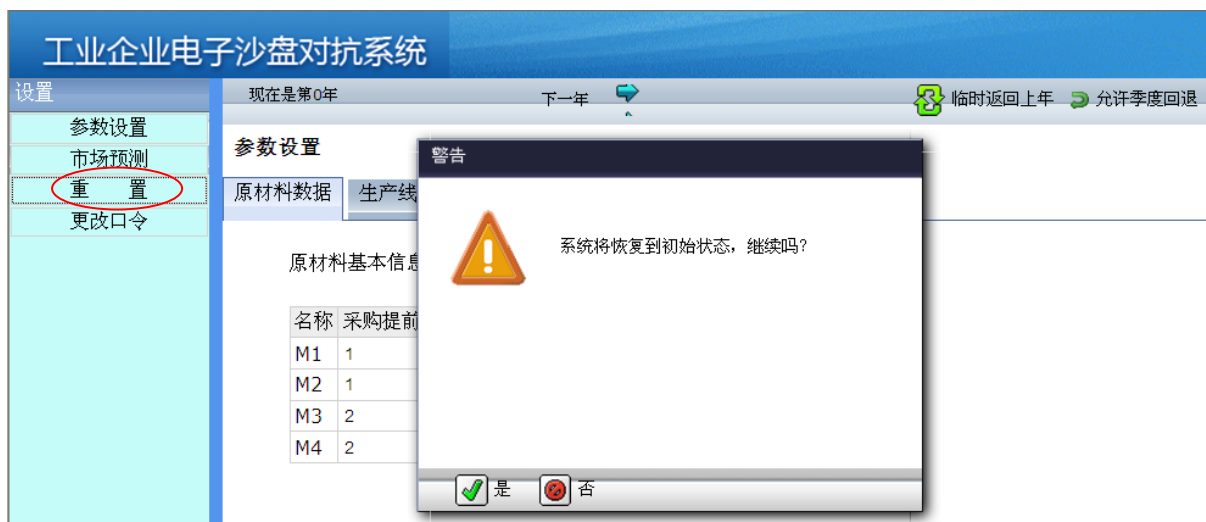 工业企业电子沙盘对抗系统
设置
现在是第0年
下一年
临时返回上年
允许季度回退
参数设置
市场预测
重 置
更改口令
参数设置
原材料数据
生产线
原材料基本信息
名称 采购提前
M1 1
M2 1
M3 2
M4 2
警告
系统将恢复到初始状态，继续吗?
是
否